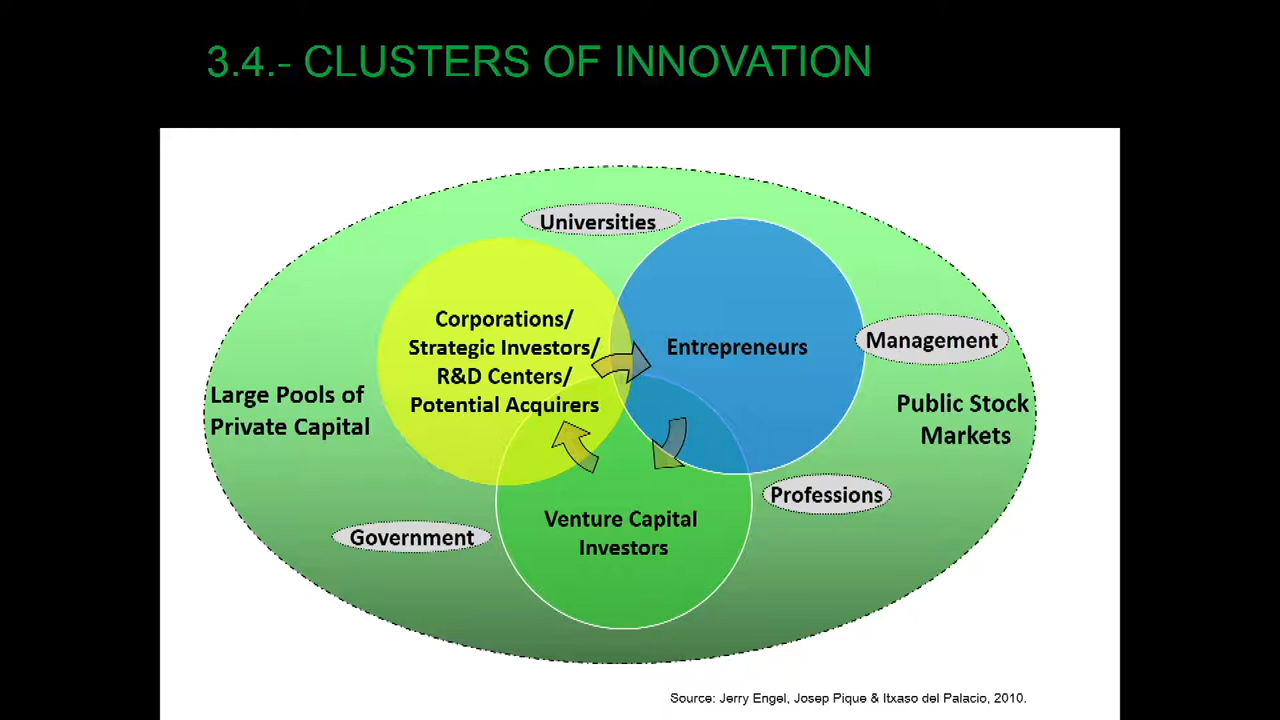 3.4.- CLUSTERS OF INNOVATION
Universities
Corporations/
Strategic Investors/
R&D Centers/
Potential Acquirers
Entrepreneurs
Management
Large Pools of
Private Capital
Public Stock
Markets
Professions
Venture Capital
Investors
Government
Source: Jerry Engel, Josep Pique & Itxaso del Palacio, 2010.